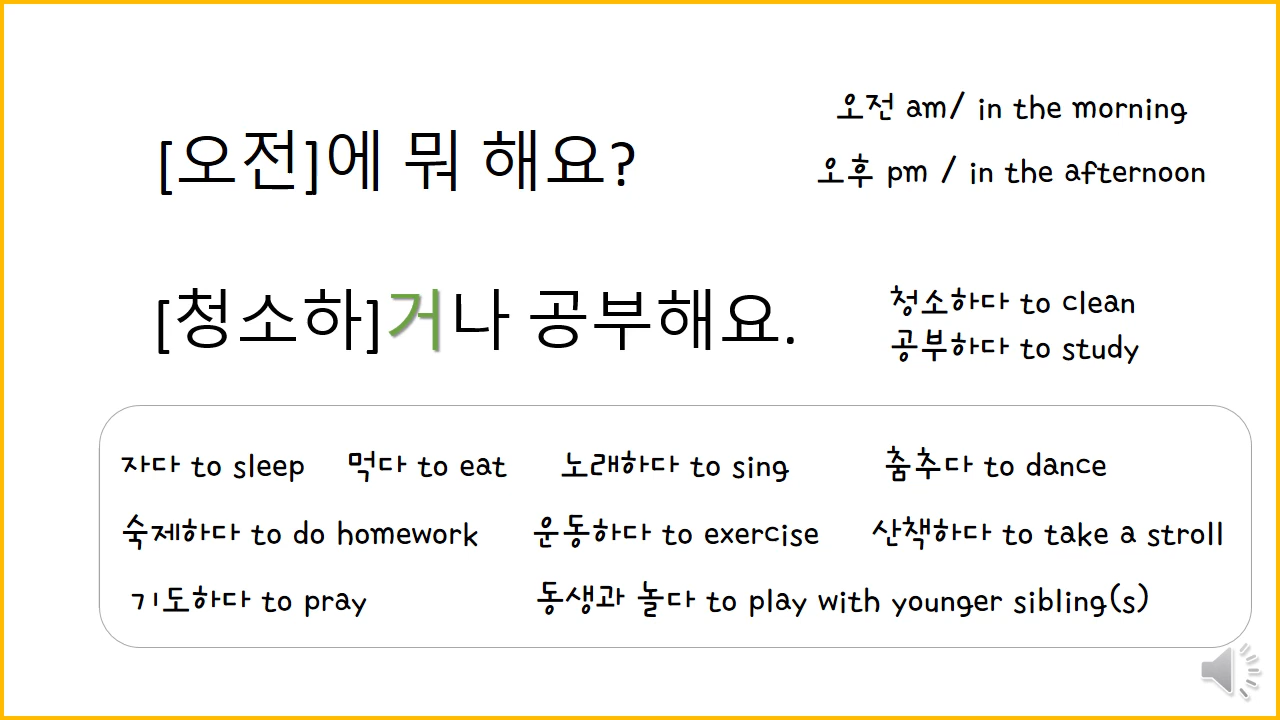 [오전]에 뭐 해요?
오전 am/ in the morning
오후 pm / in the afternoon
[청소하]거나 공부해요.
청소하다 to clean
공부하다 to study
자다 to sleep 먹다 to eat 노래하다 to sing 춤추다 to dance
숙제하다 to do homework 운동하다 to exercise 산책하다 to take a stroll
기도하다 to pray 동생과 놀다 to play with younger sibling(s)